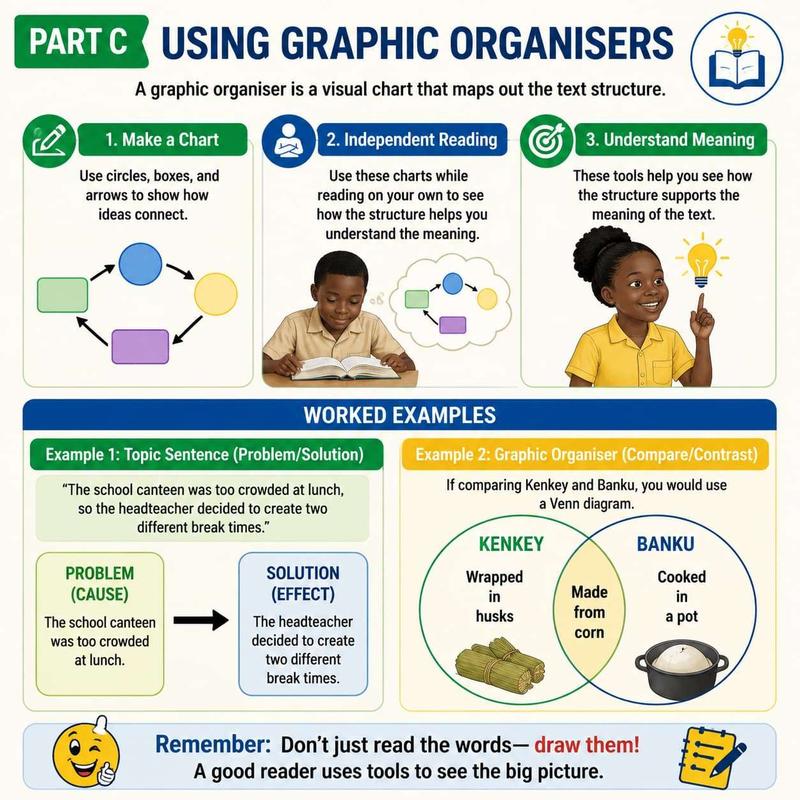 PART C
USING GRAPHIC ORGANISERS
A graphic organiser is a visual chart that maps out the text structure.
1. Make a Chart
Use circles, boxes, and
arrows to show how
ideas connect.
2. Independent Reading
Use these charts while
reading on your own to see
how the structure helps you
understand the meaning.
3. Understand Meaning
These tools help you see how
the structure supports the
meaning of the text.
WORKED EXAMPLES
Example 1: Topic Sentence (Problem/Solution)
“The school canteen was too crowded at lunch,
so the headteacher decided to create two
different break times.”
PROBLEM
(CAUSE)
The school canteen
was too crowded
at lunch.
SOLUTION
(EFFECT)
The headteacher
decided to create
two different
break times.
Example 2: Graphic Organiser (Compare/Contrast)
If comparing Kenkey and Banku, you would use
a Venn diagram.
KENKEY
Wrapped
in
husks
Made
from
corn
BANKU
Cooked
in
a pot
Remember: Don’t just read the words— draw them!
A good reader uses tools to see the big picture.